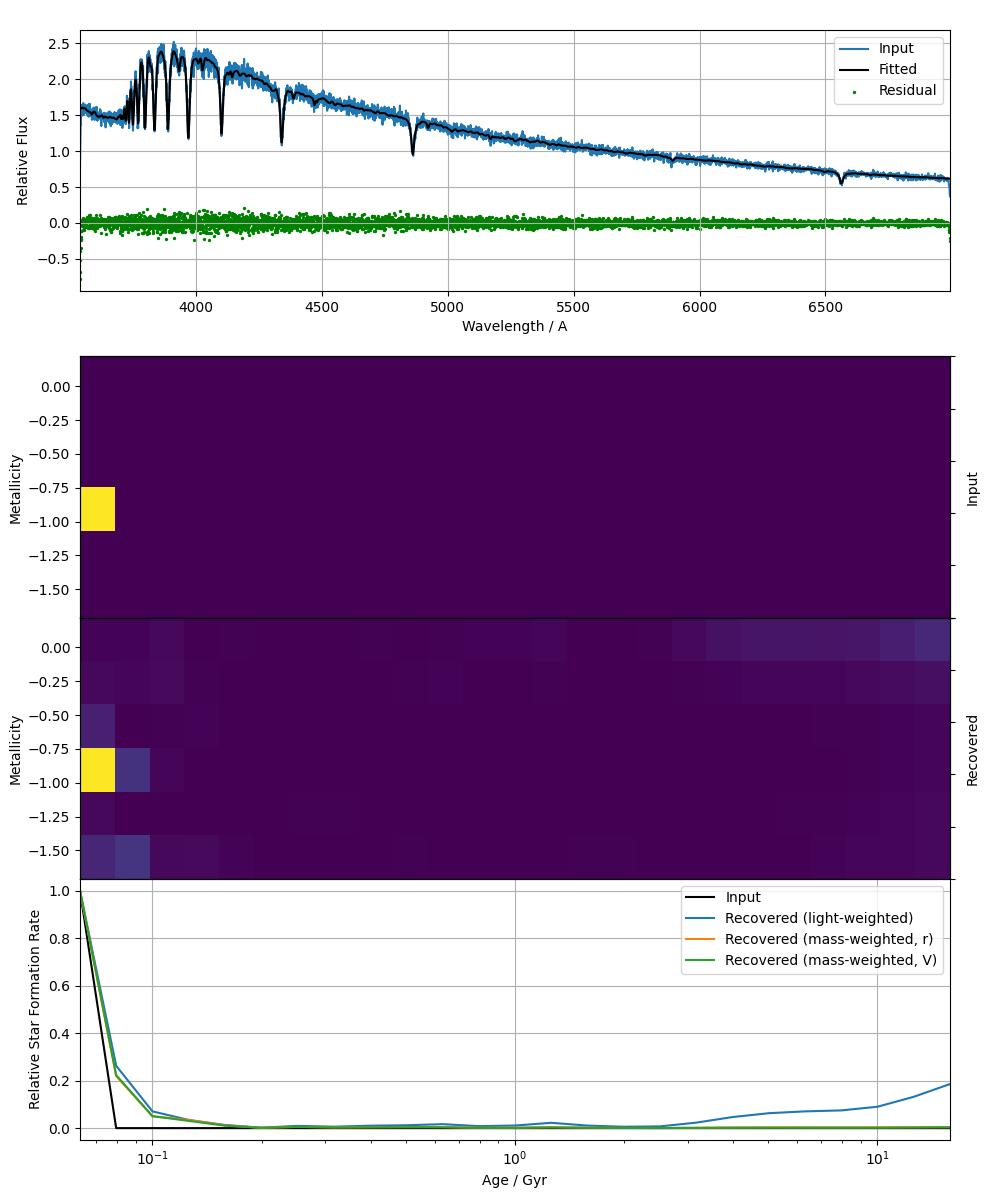 2.5
2.0
1.5
1.0
0.5
0.0
−0.5
Relative Flux
Input
Fitted
Residual
4000
4500
5000
5500
6000
6500
Wavelength / A
0.00
−0.25
−0.50
−0.75
−1.00
−1.25
−1.50
Metallicity
Input
0.00
−0.25
−0.50
−0.75
−1.00
−1.25
−1.50
Metallicity
Recovered
1.0
0.8
0.6
0.4
0.2
0.0
Relative Star Formation Rate
Input
Recovered (light-weighted)
Recovered (mass-weighted, r)
Recovered (mass-weighted, V)
10⁻¹
10⁰
10¹
Age / Gyr